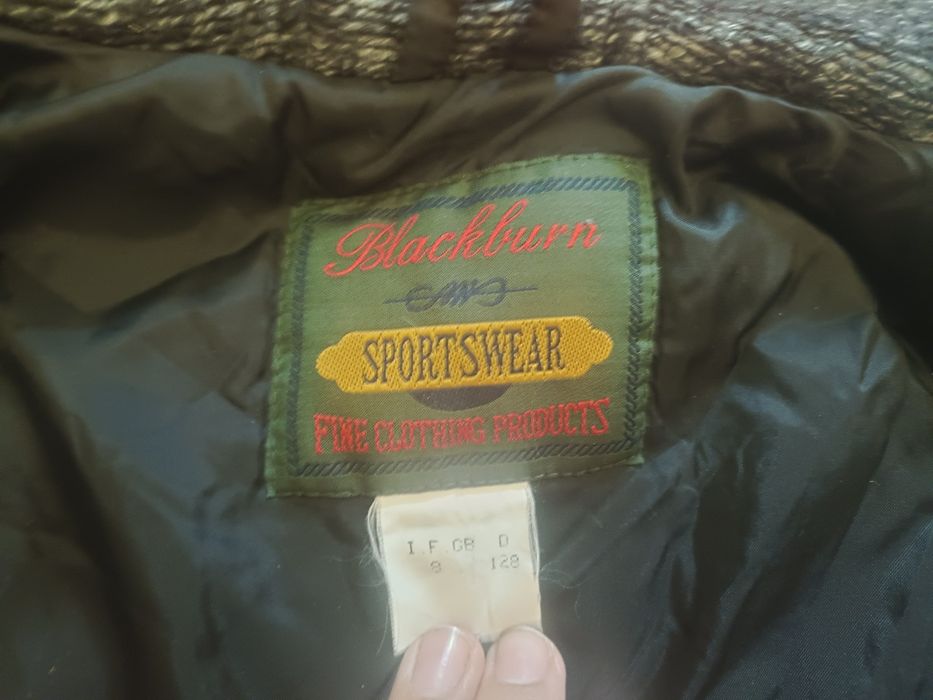 Blackburn
SPORTSWEAR
FINE CLOTHING PRODUCTS
I F GB D
8 128